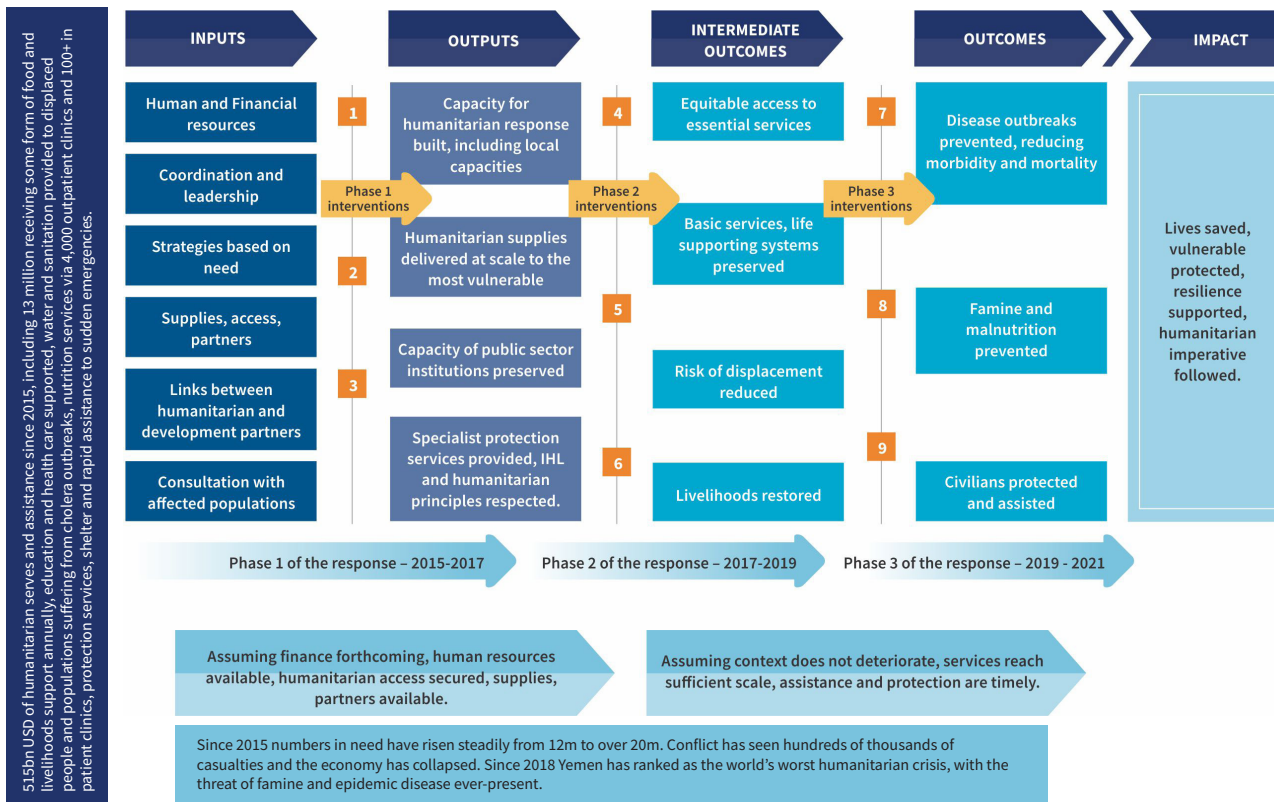 515bn USD of humanitarian serves and assistance since 2015, including 13 million receiving some form of food and
livelihoods support annually, education and health care supported, water and sanitation provided to displaced
people and populations suffering from cholera outbreaks, nutrition services via 4,000 outpatient clinics and 100+ in
patient clinics, protection services, shelter and rapid assistance to sudden emergencies.
INPUTS
Human and Financial
resources
Coordination and
leadership
Strategies based on
need
Supplies, access,
partners
Links between
humanitarian and
development partners
Consultation with
affected populations
1
Phase 1
interventions
2
3
OUTPUTS
Capacity for
humanitarian response
built, including local
capacities
Humanitarian supplies
delivered at scale to the
most vulnerable
Capacity of public sector
institutions preserved
Specialist protection
services provided, IHL
and humanitarian
principles respected.
4
Phase 2
interventions
5
6
INTERMEDIATE
OUTCOMES
Equitable access to
essential services
Basic services, life
supporting systems
preserved
Risk of displacement
reduced
Livelihoods restored
7
Phase 3
interventions
8
9
OUTCOMES
Disease outbreaks
prevented, reducing
morbidity and mortality
Famine and
malnutrition
prevented
Civilians protected
and assisted
IMPACT
Lives saved,
vulnerable
protected,
resilience
supported,
humanitarian
imperative
followed.
Phase 1 of the response – 2015-2017
Phase 2 of the response – 2017-2019
Phase 3 of the response – 2019 - 2021
Assuming finance forthcoming, human resources
available, humanitarian access secured, supplies,
partners available.
Assuming context does not deteriorate, services reach
sufficient scale, assistance and protection are timely.
Since 2015 numbers in need have risen steadily from 12m to over 20m. Conflict has seen hundreds of thousands of
casualties and the economy has collapsed. Since 2018 Yemen has ranked as the world’s worst humanitarian crisis, with the
threat of famine and epidemic disease ever-present.